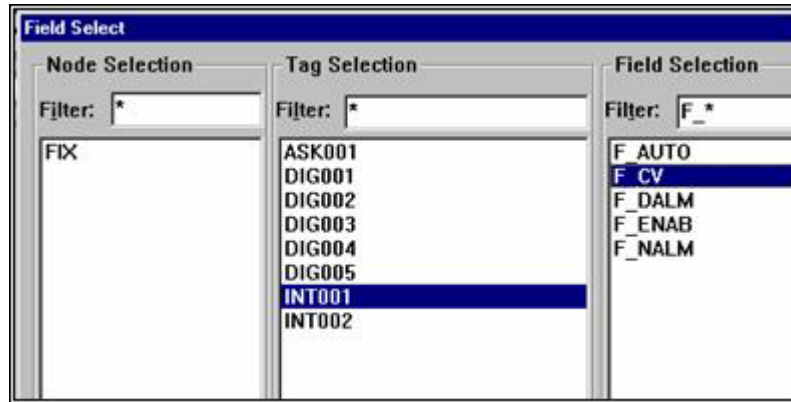 Field Select
Node Selection
Filter: *
FIX
Tag Selection
Filter: *
ASK001
DIG001
DIG002
DIG003
DIG004
DIG005
INT001
INT002
Field Selection
Filter: F_*
F_AUTO
F_CV
F_DALM
F_ENAB
F_NALM